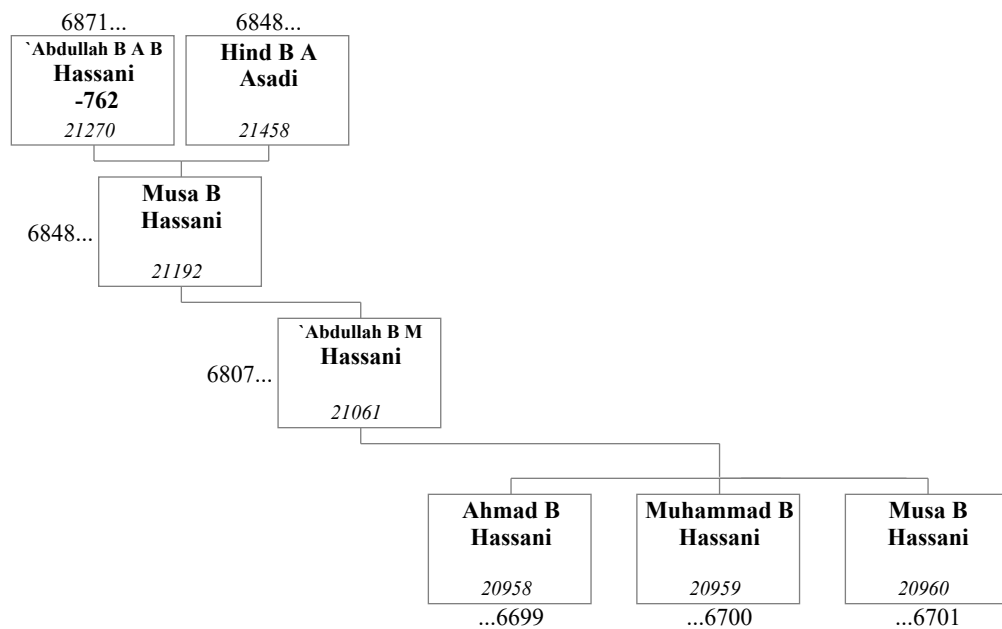 6871...
6848...
`Abdullah B A B
Hassani
-762
21270
Hind B A
Asadi
21458
Musa B
Hassani
6848...
21192
`Abdullah B M
Hassani
6807...
21061
Ahmad B
Hassani
20958
...6699
Muhammad B
Hassani
20959
...6700
Musa B
Hassani
20960
...6701